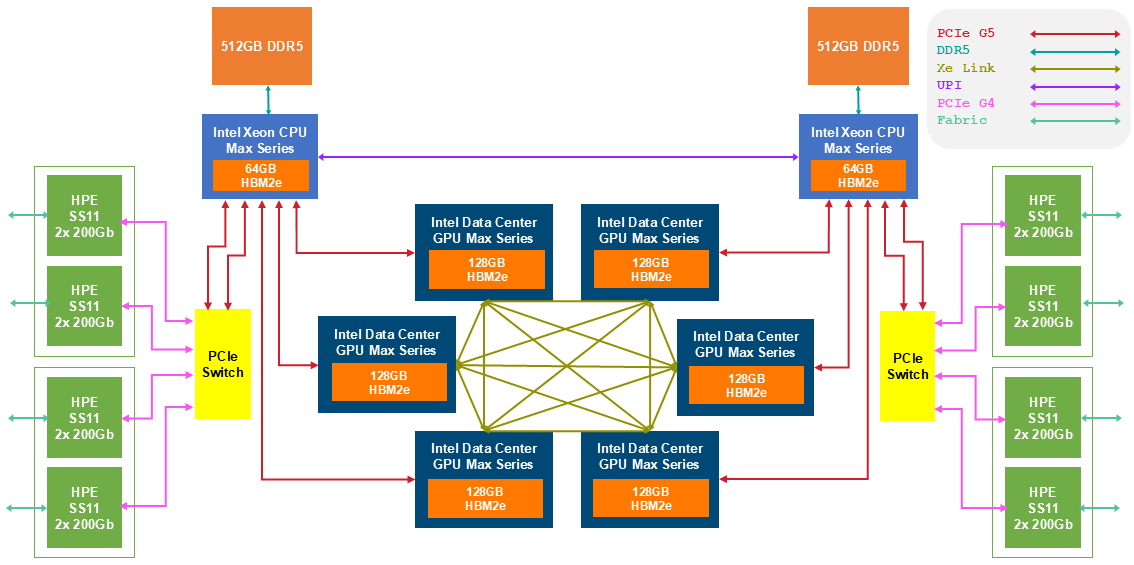 512GB DDR5
512GB DDR5
PCIe G5
DDR5
Xe Link
UPI
PCIe G4
Fabric
Intel Xeon CPU
Max Series
64GB
HBM2e
Intel Xeon CPU
Max Series
64GB
HBM2e
HPE
SS11
2x 200Gb
HPE
SS11
2x 200Gb
HPE
SS11
2x 200Gb
HPE
SS11
2x 200Gb
PCIe
Switch
Intel Data Center
GPU Max Series
128GB
HBM2e
Intel Data Center
GPU Max Series
128GB
HBM2e
Intel Data Center
GPU Max Series
128GB
HBM2e
Intel Data Center
GPU Max Series
128GB
HBM2e
Intel Data Center
GPU Max Series
128GB
HBM2e
Intel Data Center
GPU Max Series
128GB
HBM2e
PCIe
Switch
HPE
SS11
2x 200Gb
HPE
SS11
2x 200Gb
HPE
SS11
2x 200Gb
HPE
SS11
2x 200Gb